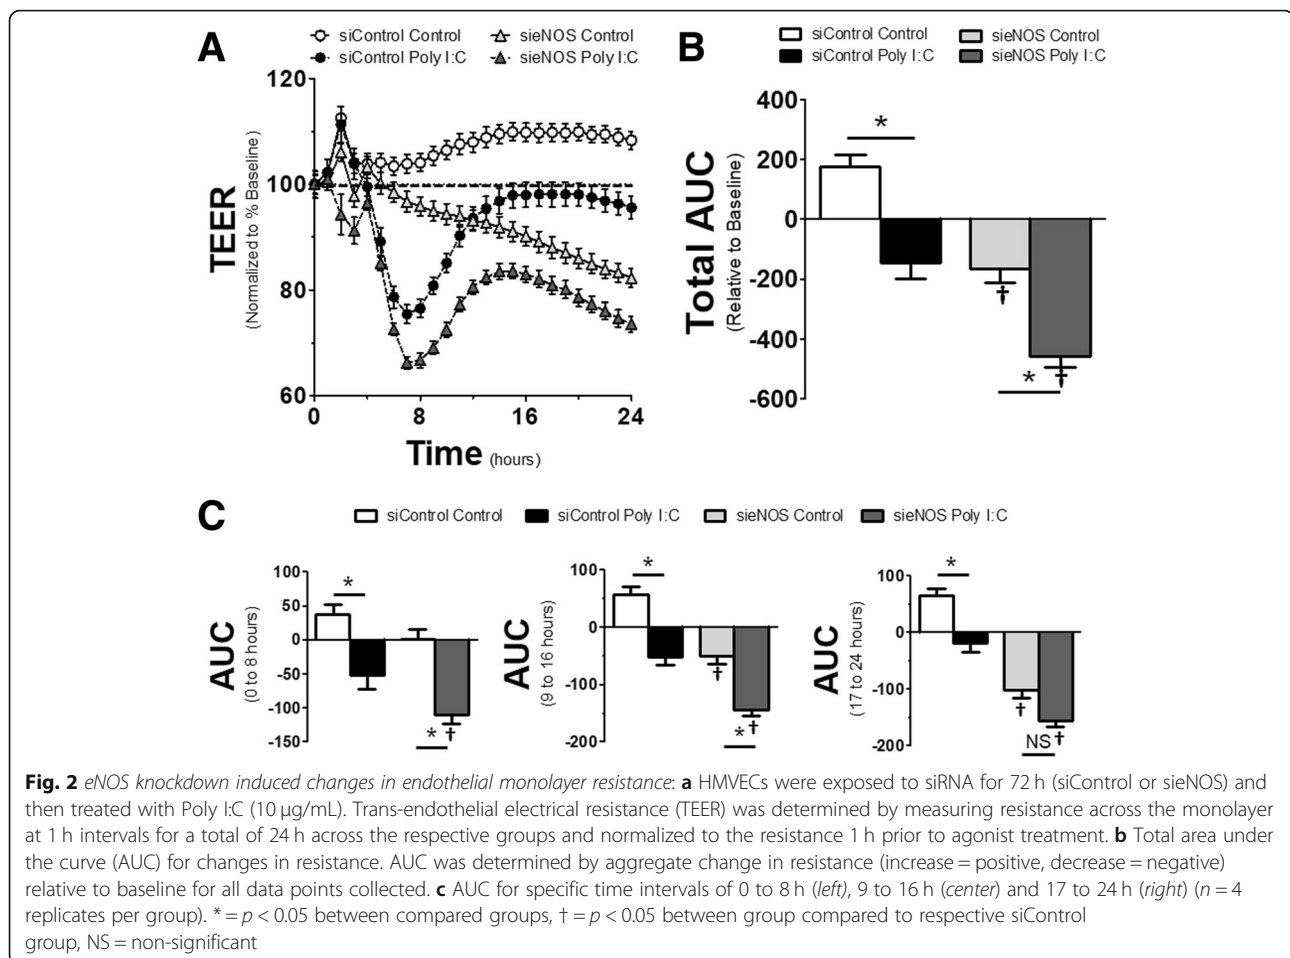 A
siControl Control
sieNOS Control
siControl Poly I:C
sieNOS Poly I:C
TEER
(Normalized to % Baseline)
120
100
80
60
0
8
16
24
Time (hours)
B
siControl Control
sieNOS Control
siControl Poly I:C
sieNOS Poly I:C
Total AUC
(Relative to Baseline)
400
200
0
-200
-400
-600
*
‡
*
‡
C
siControl Control
siControl Poly I:C
sieNOS Control
sieNOS Poly I:C
AUC
(0 to 8 hours)
100
50
0
-50
-100
-150
*
*
†
AUC
(9 to 16 hours)
100
0
-100
-200
*
†
*
†
AUC
(17 to 24 hours)
100
0
-100
-200
*
†
NS
†
Fig. 2 eNOS knockdown induced changes in endothelial monolayer resistance: a HMVECs were exposed to siRNA for 72 h (siControl or sieNOS) and
then treated with Poly I:C (10 μg/mL). Trans-endothelial electrical resistance (TEER) was determined by measuring resistance across the monolayer
at 1 h intervals for a total of 24 h across the respective groups and normalized to the resistance 1 h prior to agonist treatment. b Total area under
the curve (AUC) for changes in resistance. AUC was determined by aggregate change in resistance (increase = positive, decrease = negative)
relative to baseline for all data points collected. c AUC for specific time intervals of 0 to 8 h (left), 9 to 16 h (center) and 17 to 24 h (right) (n = 4
replicates per group). * = p < 0.05 between compared groups, † = p < 0.05 between group compared to respective siControl
group, NS = non-significant